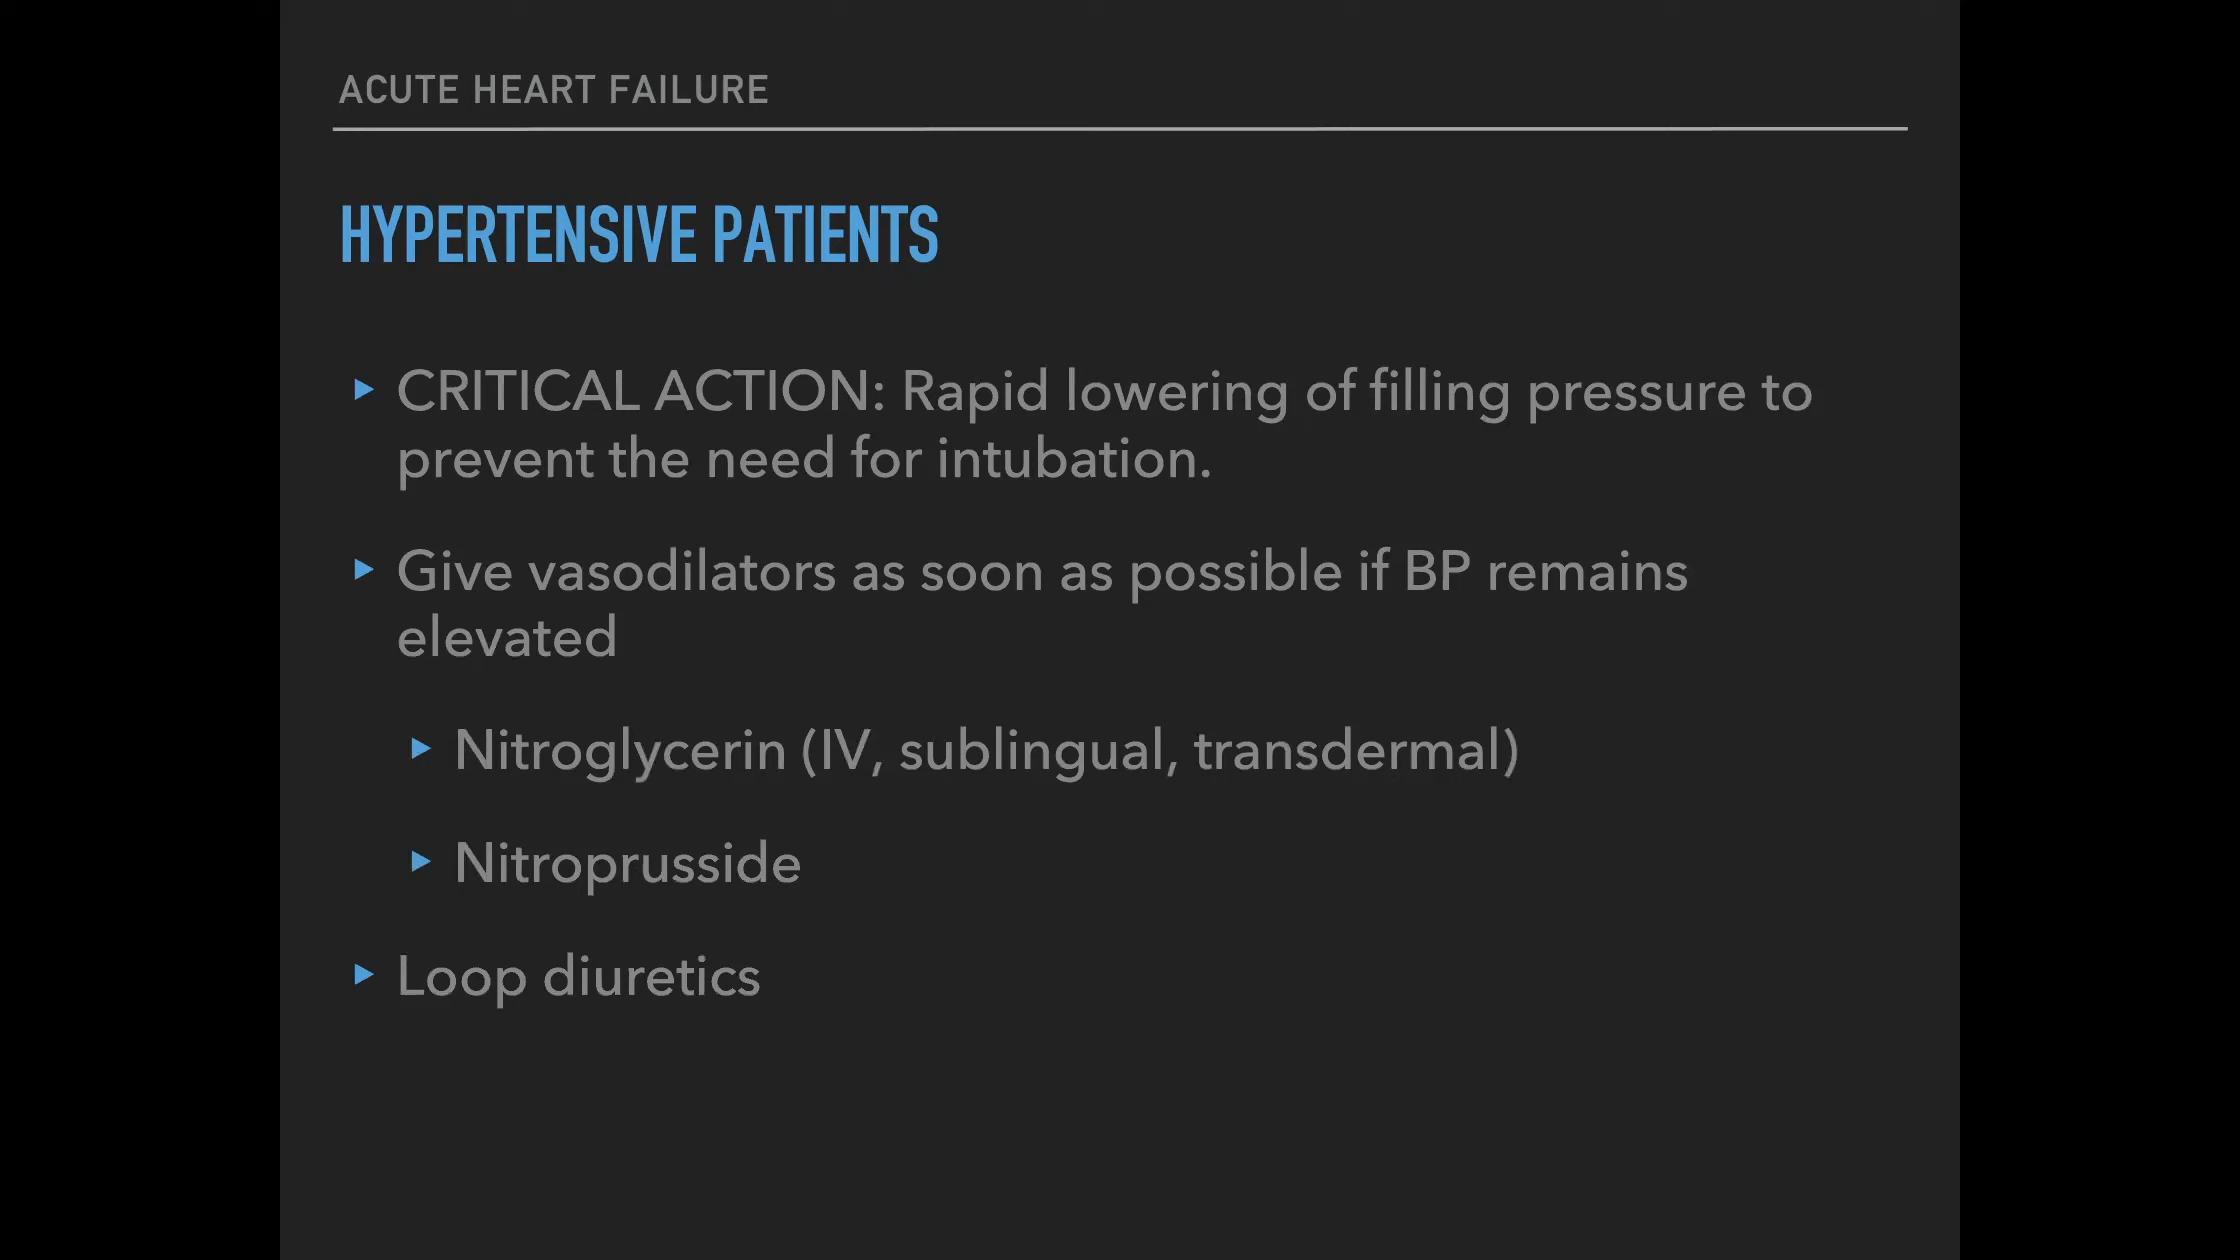 ACUTE HEART FAILURE
HYPERTENSIVE PATIENTS
▸ CRITICAL ACTION: Rapid lowering of filling pressure to
prevent the need for intubation.
▸ Give vasodilators as soon as possible if BP remains
elevated
▸ Nitroglycerin (IV, sublingual, transdermal)
▸ Nitroprusside
▸ Loop diuretics